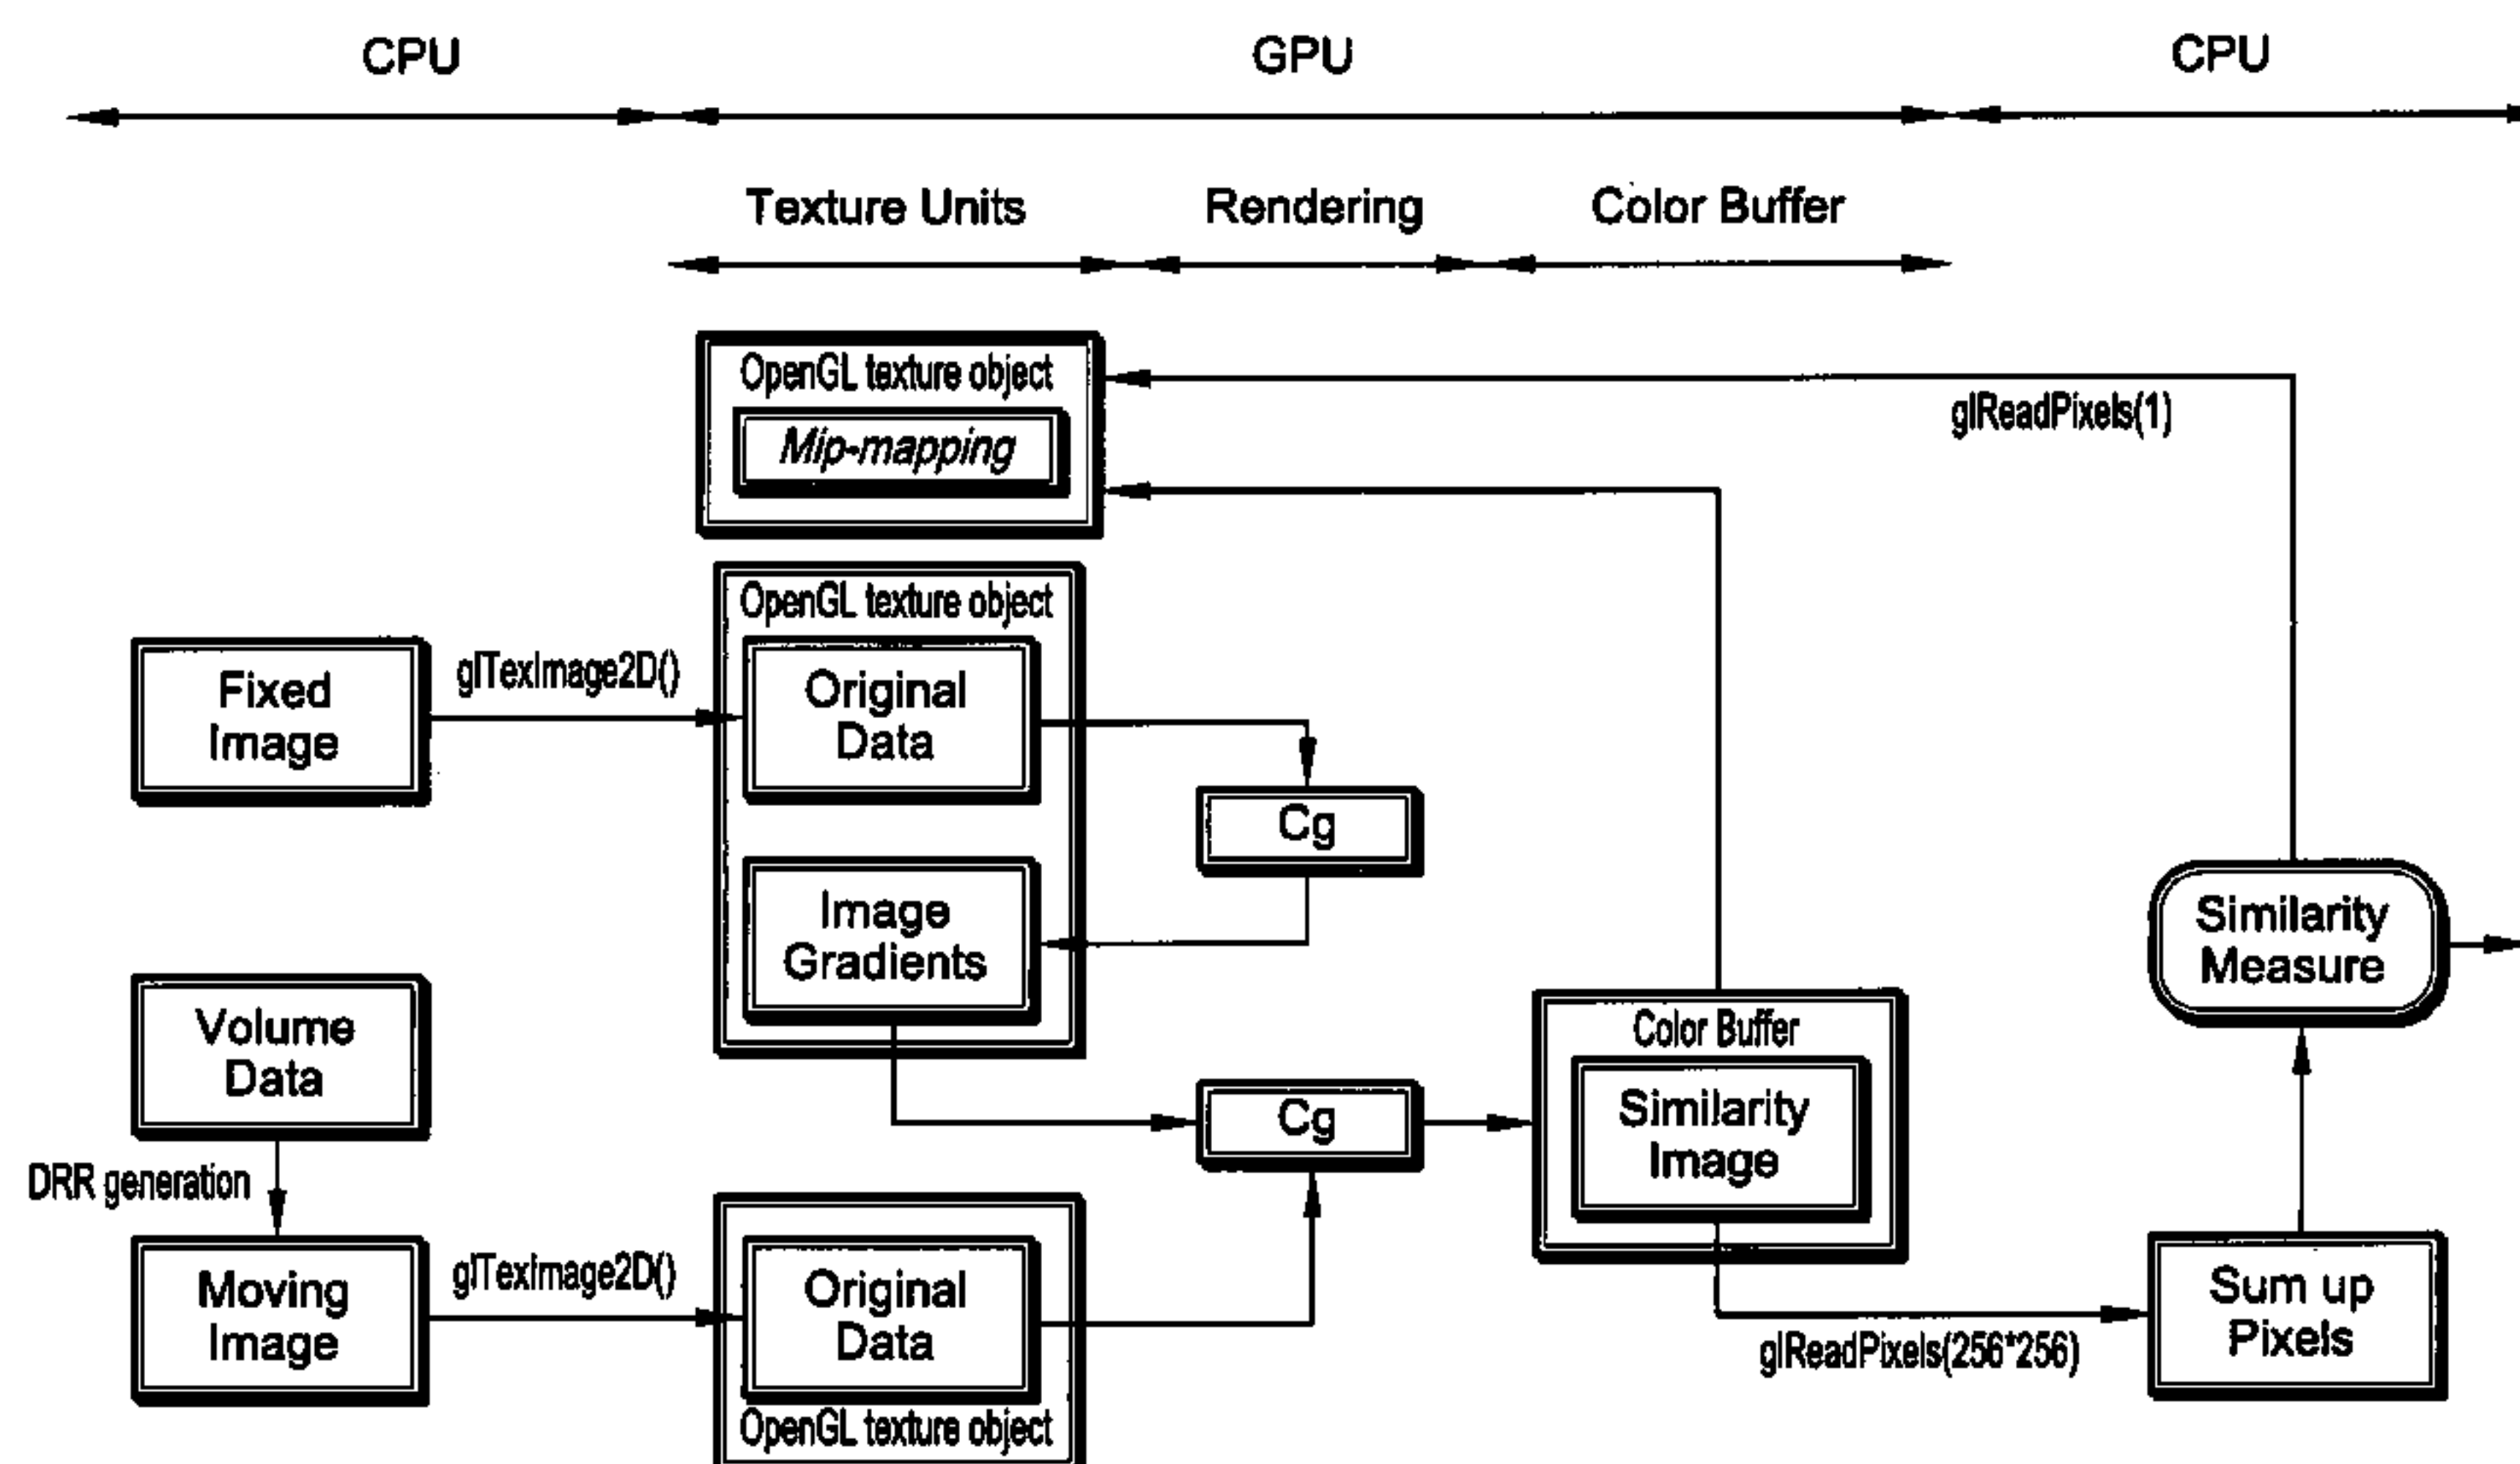 CPU GPU CPU
Texture Units Rendering Color Buffer
OpenGL texture object
Mip-mapping
glReadPixels(1)
OpenGL texture object
Fixed
Image
glTexImage2D()
Original
Data
Cg
Image
Gradients
Volume
Data
DRR generation
Moving
Image
glTexImage2D()
Original
Data
OpenGL texture object
Cg
Color Buffer
Similarity
Image
glReadPixels(256*256)
Sum up
Pixels
Similarity
Measure